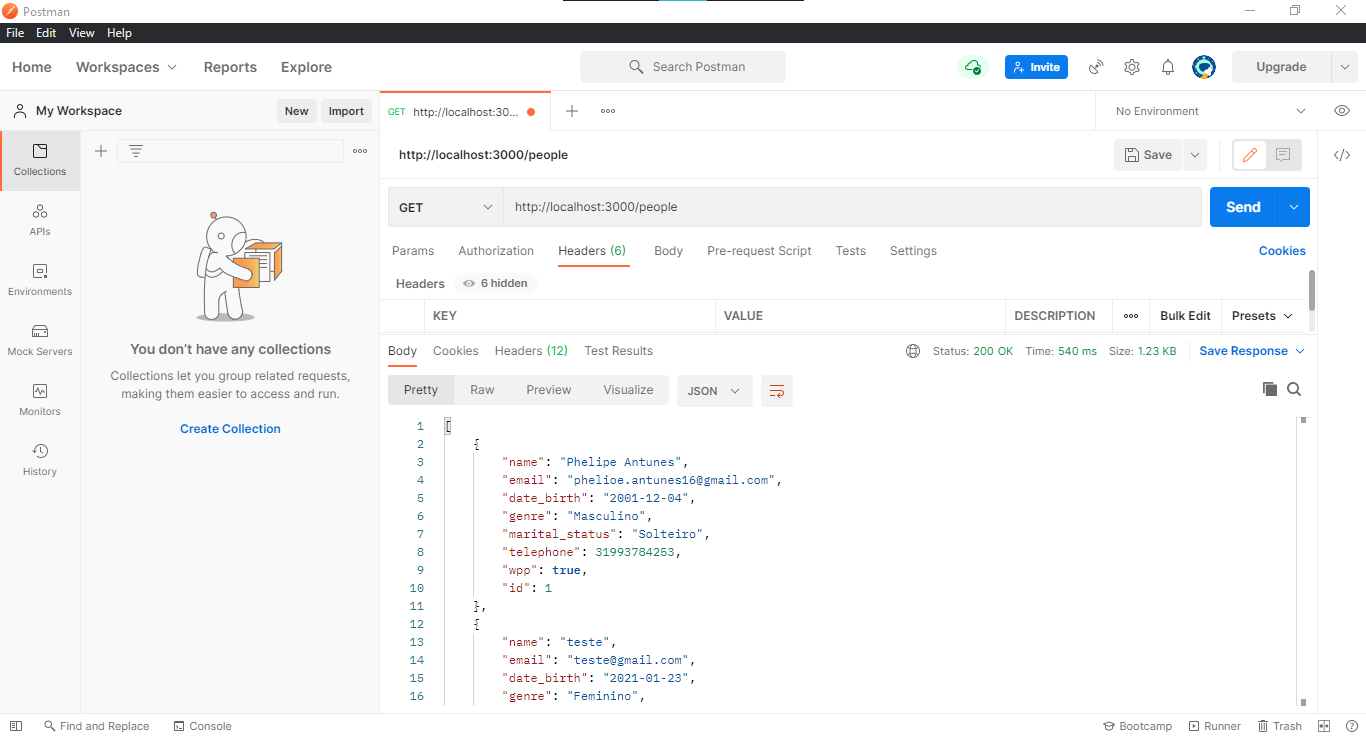 Postman
File Edit View Help
Home Workspaces Reports Explore Search Postman Invite Upgrade
My Workspace New Import GET http://localhost:30... No Environment
http://localhost:3000/people Save
Collections
APIs
Environments
Mock Servers
Monitors
History
You don't have any collections
Collections let you group related requests,
making them easier to access and run.
Create Collection
GET http://localhost:3000/people Send
Params Authorization Headers (6) Body Pre-request Script Tests Settings Cookies
Headers 6 hidden
KEY VALUE DESCRIPTION Bulk Edit Presets
Body Cookies Headers (12) Test Results Status: 200 OK Time: 540 ms Size: 1.23 KB Save Response
Pretty Raw Preview Visualize JSON
1 [
2 {
3 "name": "Phelipe Antunes",
4 "email": "phelioe.antunes16@gmail.com",
5 "date_birth": "2001-12-04",
6 "genre": "Masculino",
7 "marital_status": "Solteiro",
8 "telephone": 31993784253,
9 "wpp": true,
10 "id": 1
11 },
12 {
13 "name": "teste",
14 "email": "teste@gmail.com",
15 "date_birth": "2021-01-23",
16 "genre": "Feminino",
Find and Replace Console Bootcamp Runner Trash